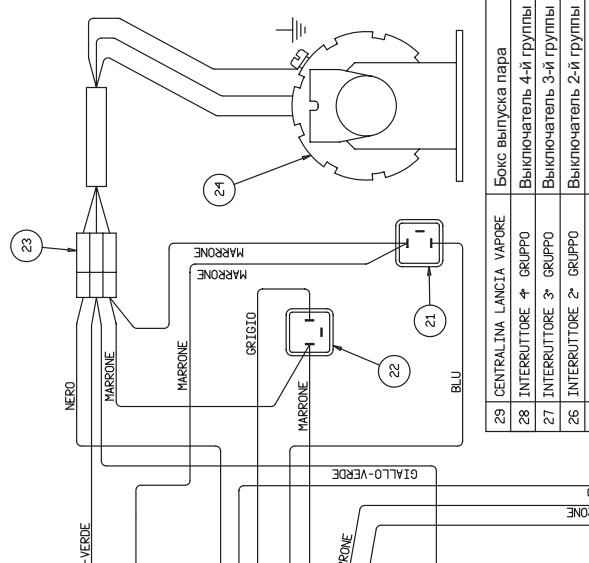 24
23
MARRONE
MARRONE
21
NERO
MARRONE
MARRONE
GRIGIO
22
MARRONE
BLU
GIALLO-VERDE
-VERDE
29 CENTRALINA LANCIA VAPORE Бокс выпуска пара
28 INTERRUTTORE 4° GRUPPO Выключатель 4-й группы
27 INTERRUTTORE 3° GRUPPO Выключатель 3-й группы
26 INTERRUTTORE 2° GRUPPO Выключатель 2-й группы